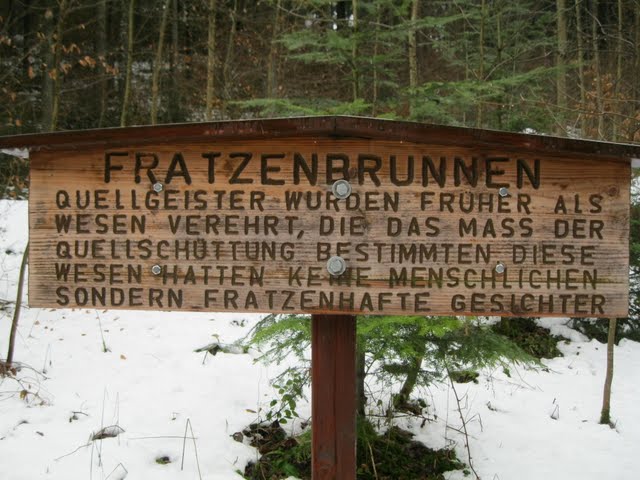 FRATZENBRUNNEN
QUELLGEISTER WURDEN FRÜHER ALS
WESEN VEREHRT, DIE DAS MASS DER
QUELLSCHÜTTUNG BESTIMMTEN DIESE
WESEN HATTEN KEINE MENSCHLICHEN
SONDERN FRATZENHAFTE GESICHTER